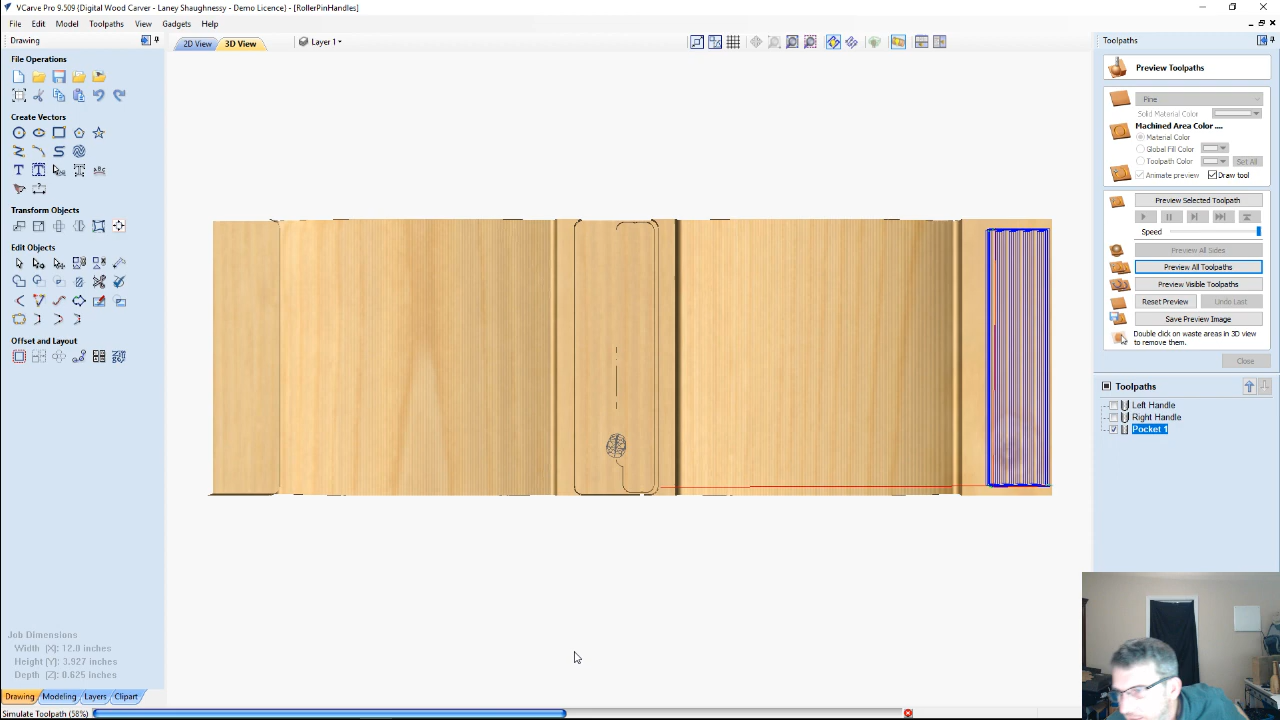 VCarve Pro 9.509 {Digital Wood Carver - Laney Shaughnessy - Demo Licence} - [RollerPinHandles]
File Edit Model Toolpaths View Gadgets Help
Drawing
2D View
3D View
Layer 1
Toolpaths
File Operations
Preview Toolpaths
Pine
Solid Material Color
Create Vectors
Machined Area Color ....
Material Color
Global Fill Color
Toolpath Color
Set All
Animate preview
Draw tool
Preview Selected Toolpath
Transform Objects
Speed
Edit Objects
Preview All Sides
Preview All Toolpaths
Preview Visible Toolpaths
Reset Preview
Undo Last
Save Preview Image
Double click on waste areas in 3D view
to remove them.
Offset and Layout
Close
Toolpaths
Left Handle
Right Handle
Pocket 1
Job Dimensions
Width [X]: 12.0 inches
Height [Y]: 3.927 inches
Depth [Z]: 0.625 inches
Drawing
Modeling
Layers
Clipart
Simulate Toolpath (58%)